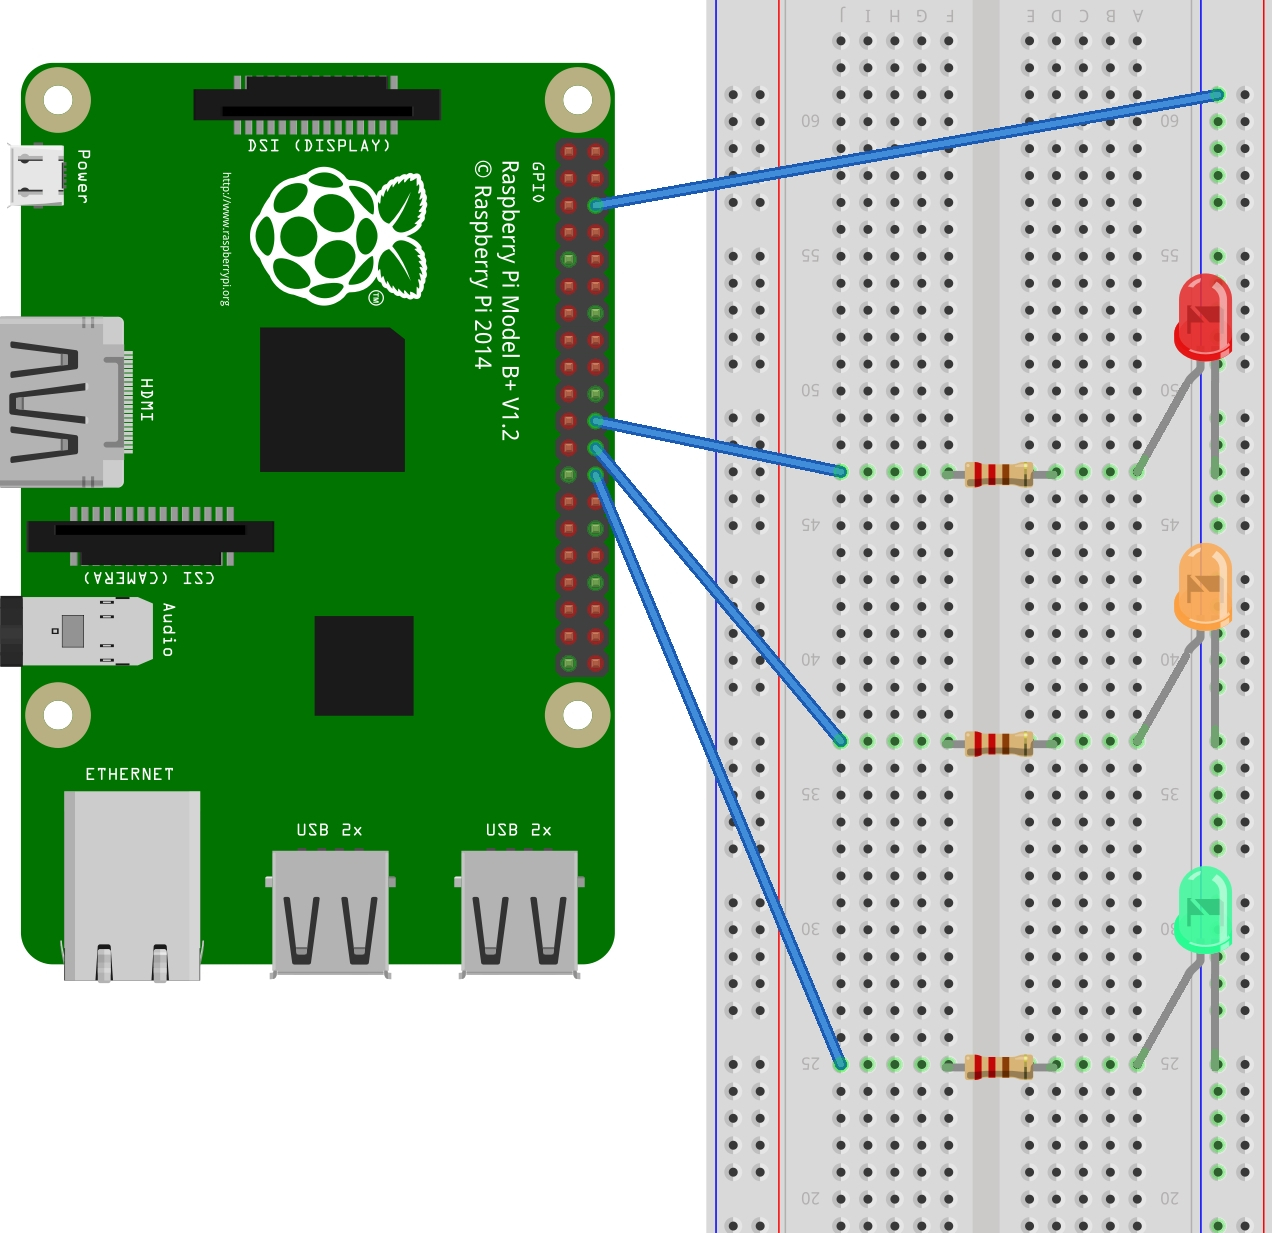 J I H G F E D C B A
DSI (DISPLAY)
Power
http://www.raspberrypi.org
TM
GPIO
Raspberry Pi Model B+ V1.2
© Raspberry Pi 2014
HDMI
CSI (CAMERA)
Audio
ETHERNET
USB 2x
USB 2x
60 60
55 55
50 50
45 45
40 40
35 35
30 30
25 25
20 20